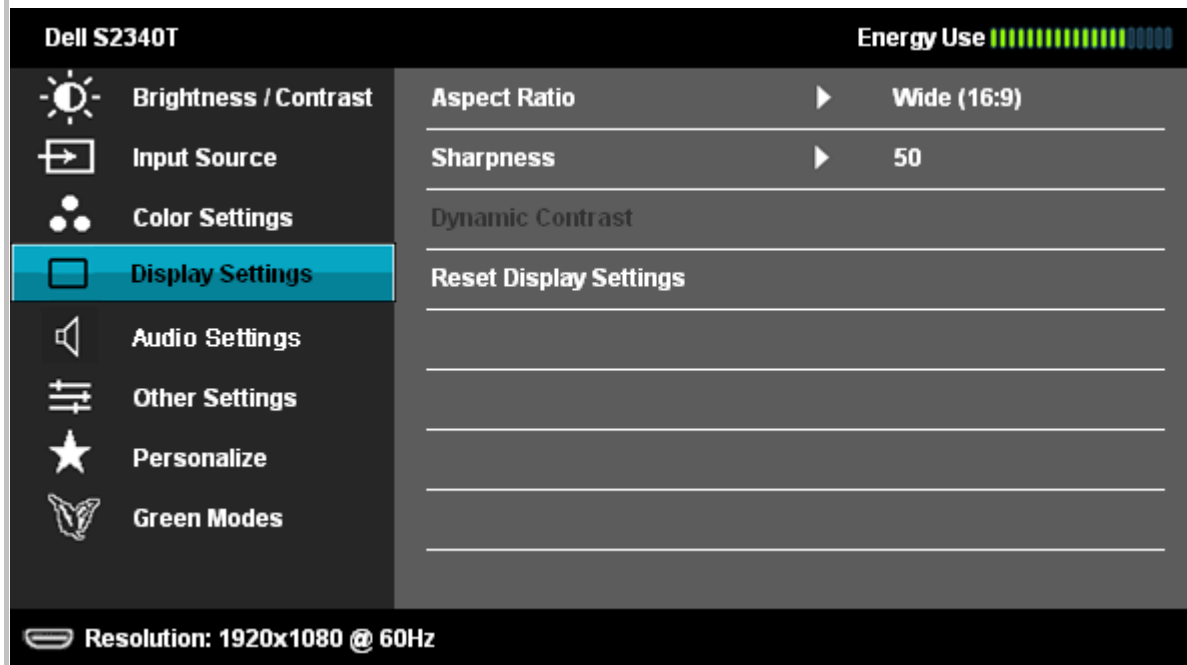 Dell S2340T Energy Use
Brightness / Contrast Aspect Ratio Wide (16:9)
Input Source Sharpness 50
Color Settings Dynamic Contrast
Display Settings Reset Display Settings
Audio Settings
Other Settings
Personalize
Green Modes
Resolution: 1920x1080 @ 60Hz